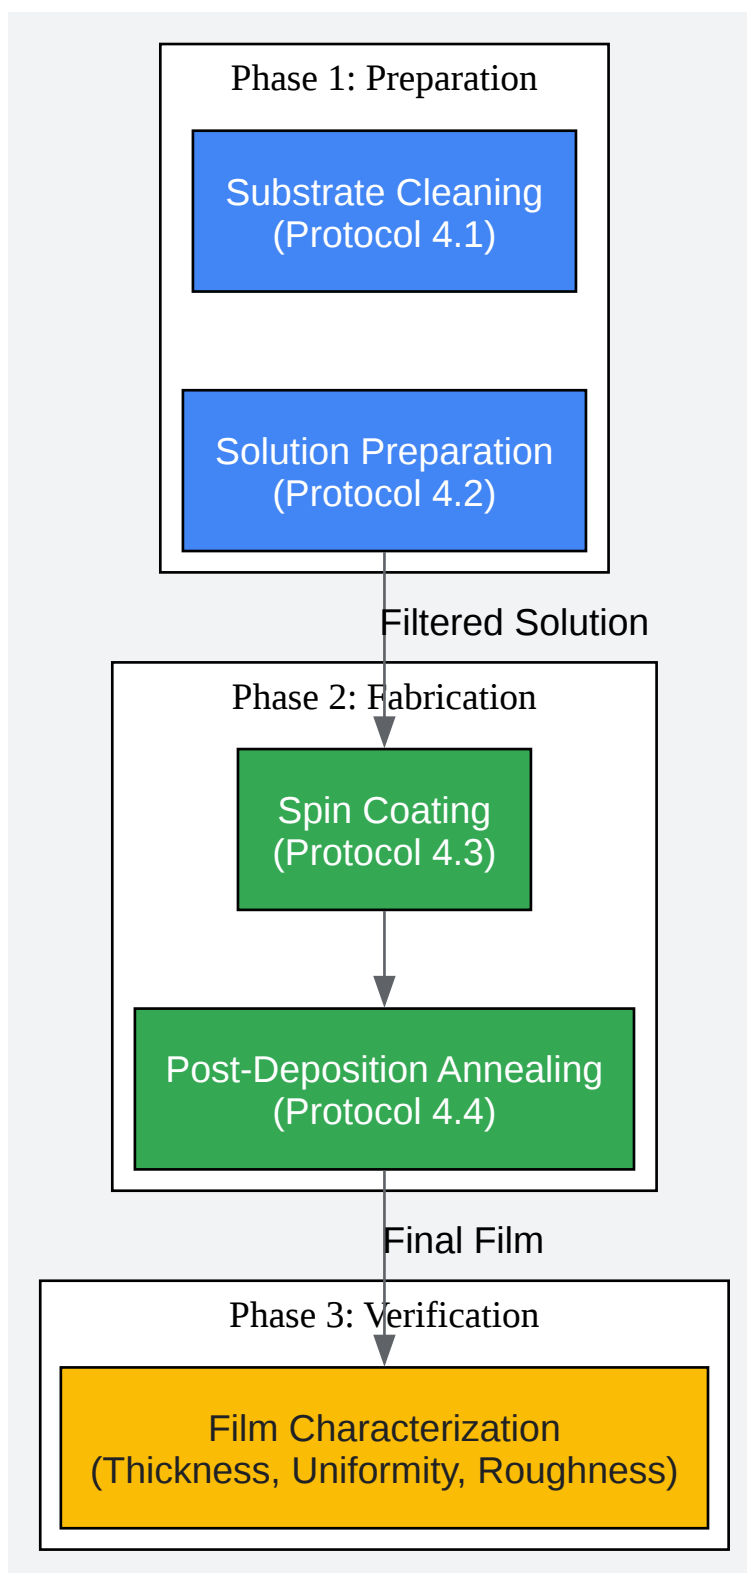 Phase 1: Preparation
Substrate Cleaning
(Protocol 4.1)
Solution Preparation
(Protocol 4.2)
Filtered Solution
Phase 2: Fabrication
Spin Coating
(Protocol 4.3)
Post-Deposition Annealing
(Protocol 4.4)
Final Film
Phase 3: Verification
Film Characterization
(Thickness, Uniformity, Roughness)